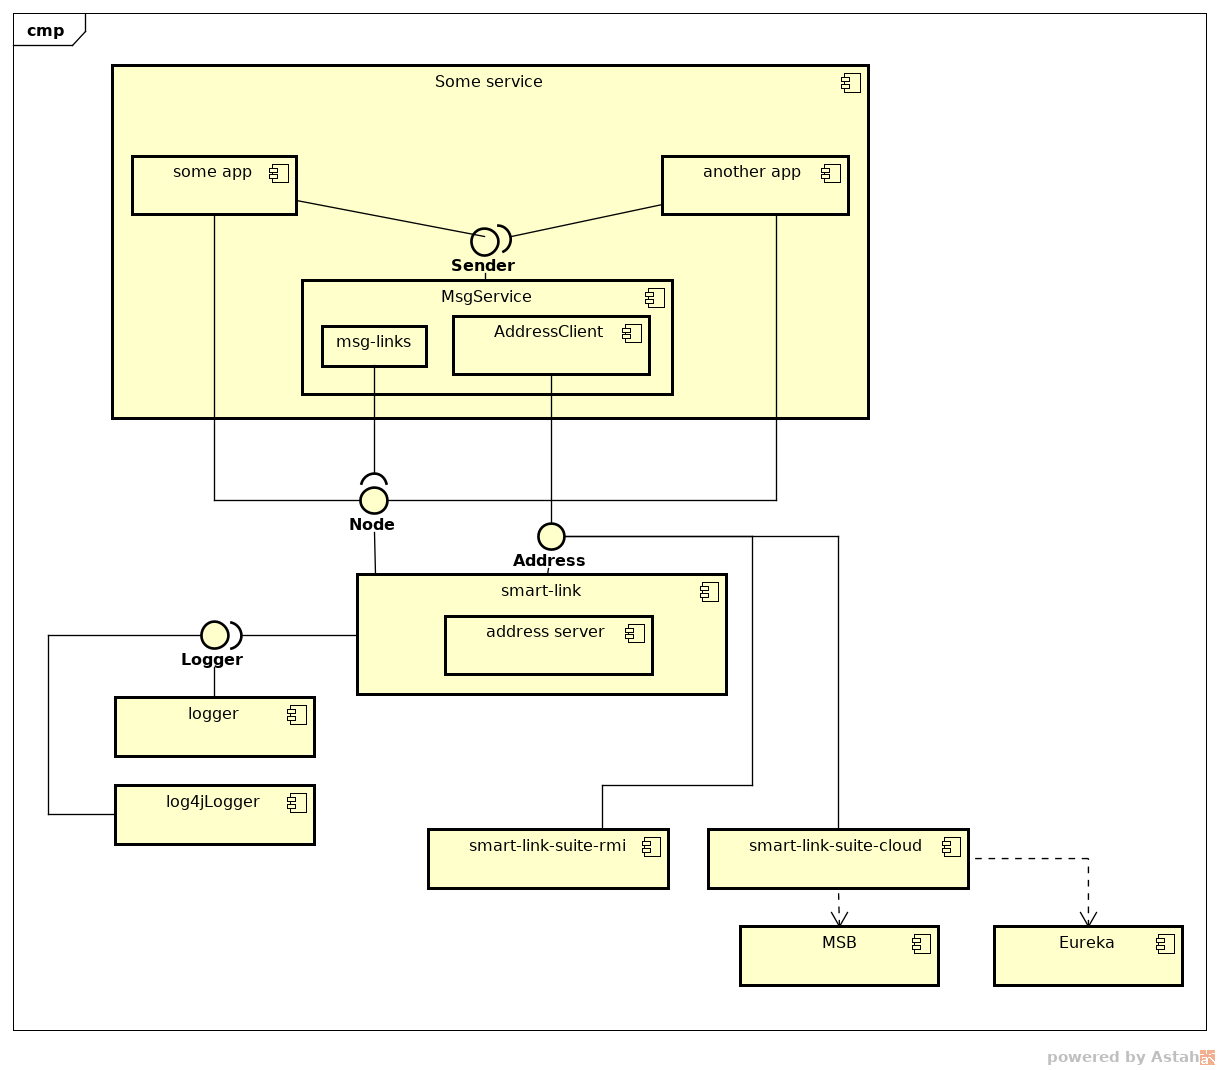 cmp
Some service
some app
another app
Sender
MsgService
msg-links
AddressClient
Node
Address
smart-link
address server
Logger
logger
log4jLogger
smart-link-suite-rmi
smart-link-suite-cloud
MSB
Eureka
powered by Astah